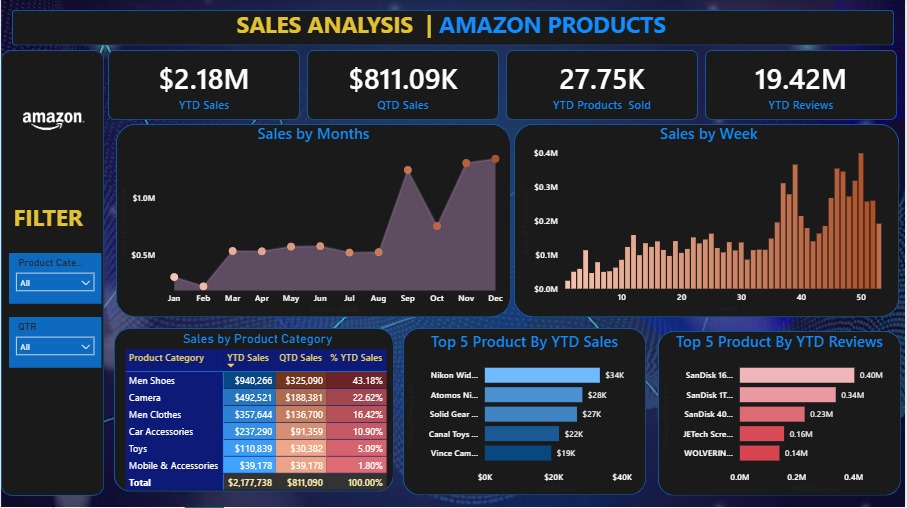 SALES ANALYSIS | AMAZON PRODUCTS
amazon
FILTER
Product Cate...
All
QTR
All
$2.18M
YTD Sales
$811.09K
QTD Sales
27.75K
YTD Products Sold
19.42M
YTD Reviews
Sales by Months
$1.0M
$0.5M
Jan Feb Mar Apr May Jun Jul Aug Sep Oct Nov Dec
Sales by Week
$0.4M
$0.3M
$0.2M
$0.1M
$0.0M
10 20 30 40 50
Sales by Product Category
Product Category YTD Sales QTD Sales % YTD Sales
Men Shoes $940,266 $325,090 43.18%
Camera $492,521 $188,381 22.62%
Men Clothes $357,644 $136,700 16.42%
Car Accessories $237,290 $91,359 10.90%
Toys $110,839 $30,382 5.09%
Mobile & Accessories $39,178 $39,178 1.80%
Total $2,177,738 $811,090 100.00%
Top 5 Product By YTD Sales
Nikon Wid... $34K
Atomos Ni... $28K
Solid Gear ... $27K
Canal Toys ... $22K
Vince Cam... $19K
$0K $20K $40K
Top 5 Product By YTD Reviews
SanDisk 16... 0.40M
SanDisk 1T... 0.34M
SanDisk 40... 0.23M
JETech Scre... 0.16M
WOLVERIN... 0.14M
0.0M 0.2M 0.4M